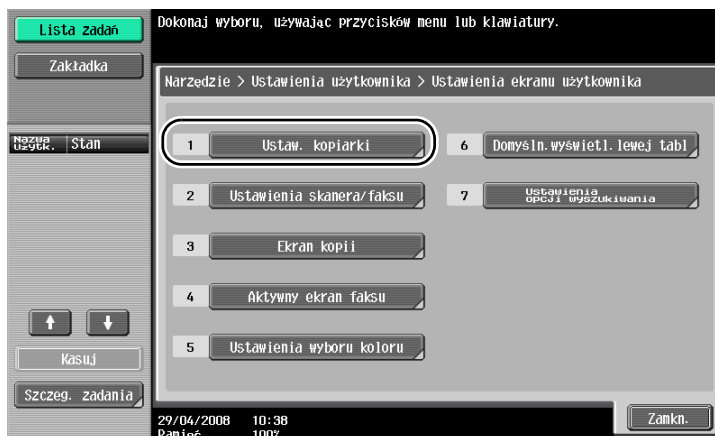 Lista zadań
Zakładka
Nazwa użytk.
Stan
Kasuj
Szczeg. zadania
Dokonaj wyboru, używając przycisków menu lub klawiatury.
Narzędzie > Ustawienia użytkownika > Ustawienia ekranu użytkownika
1 Ustaw. kopiarki
2 Ustawienia skanera/faksu
3 Ekran kopii
4 Aktywny ekran faksu
5 Ustawienia wyboru koloru
6 Domyśln.wyświetl.lewej tabl
7 Ustawienia
opcji wyszukiwania
29/04/2008 10:38
Pamięć 100%
Zamkn.